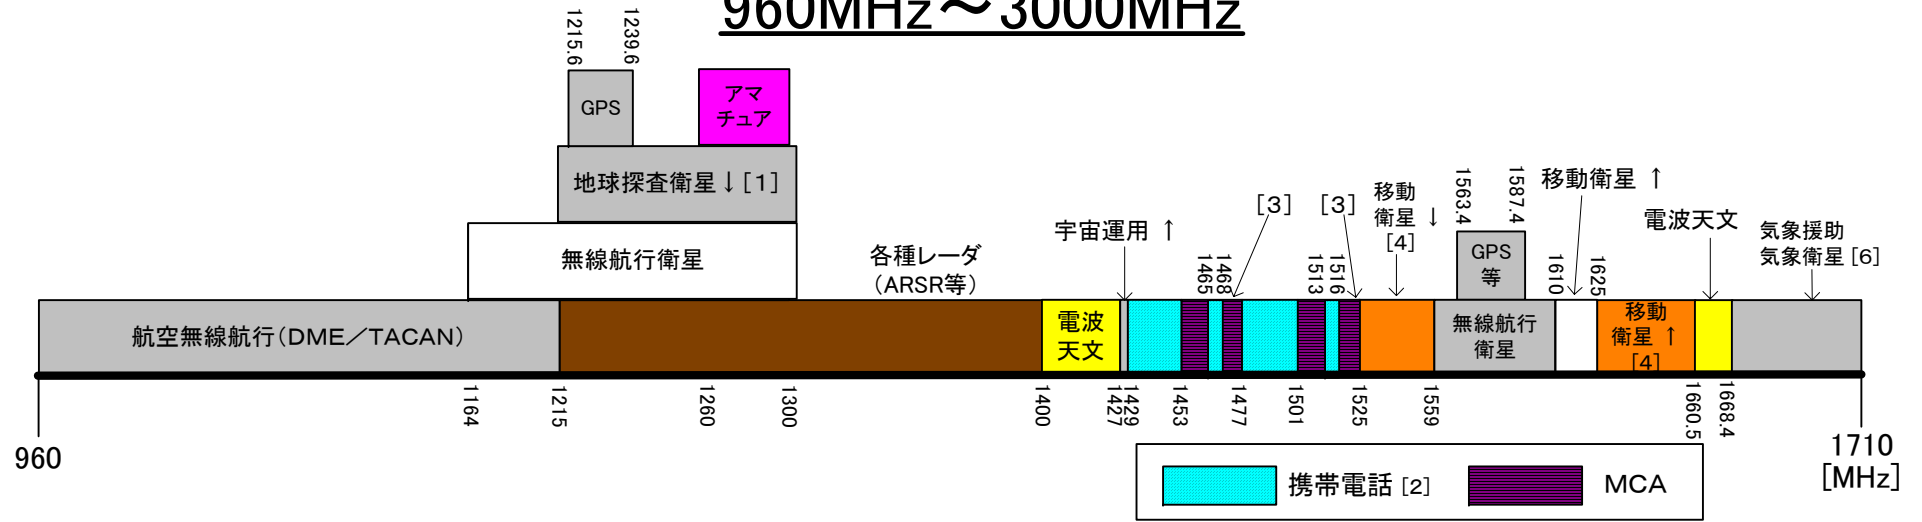 960MHz～3000MHz
1215.6
1239.6
GPS
アマ
チュア
地球探査衛星↓[1]
無線航行衛星
各種レーダ
（ARSR等）
宇宙運用 ↑
[3]
[3]
移動
衛星 ↓
[4]
1563.4
1587.4
移動衛星 ↑
電波天文
気象援助
気象衛星 [6]
1465
1468
1513
1516
GPS
等
1610
1625
航空無線航行（DME／TACAN）
電波
天文
無線航行
衛星
移動
衛星 ↑
[4]
1164
1215
1260
1300
1400
1427
1429
1453
1477
1501
1525
1559
1660.5
1668.4
960
1710
[MHz]
携帯電話 [2]
MCA